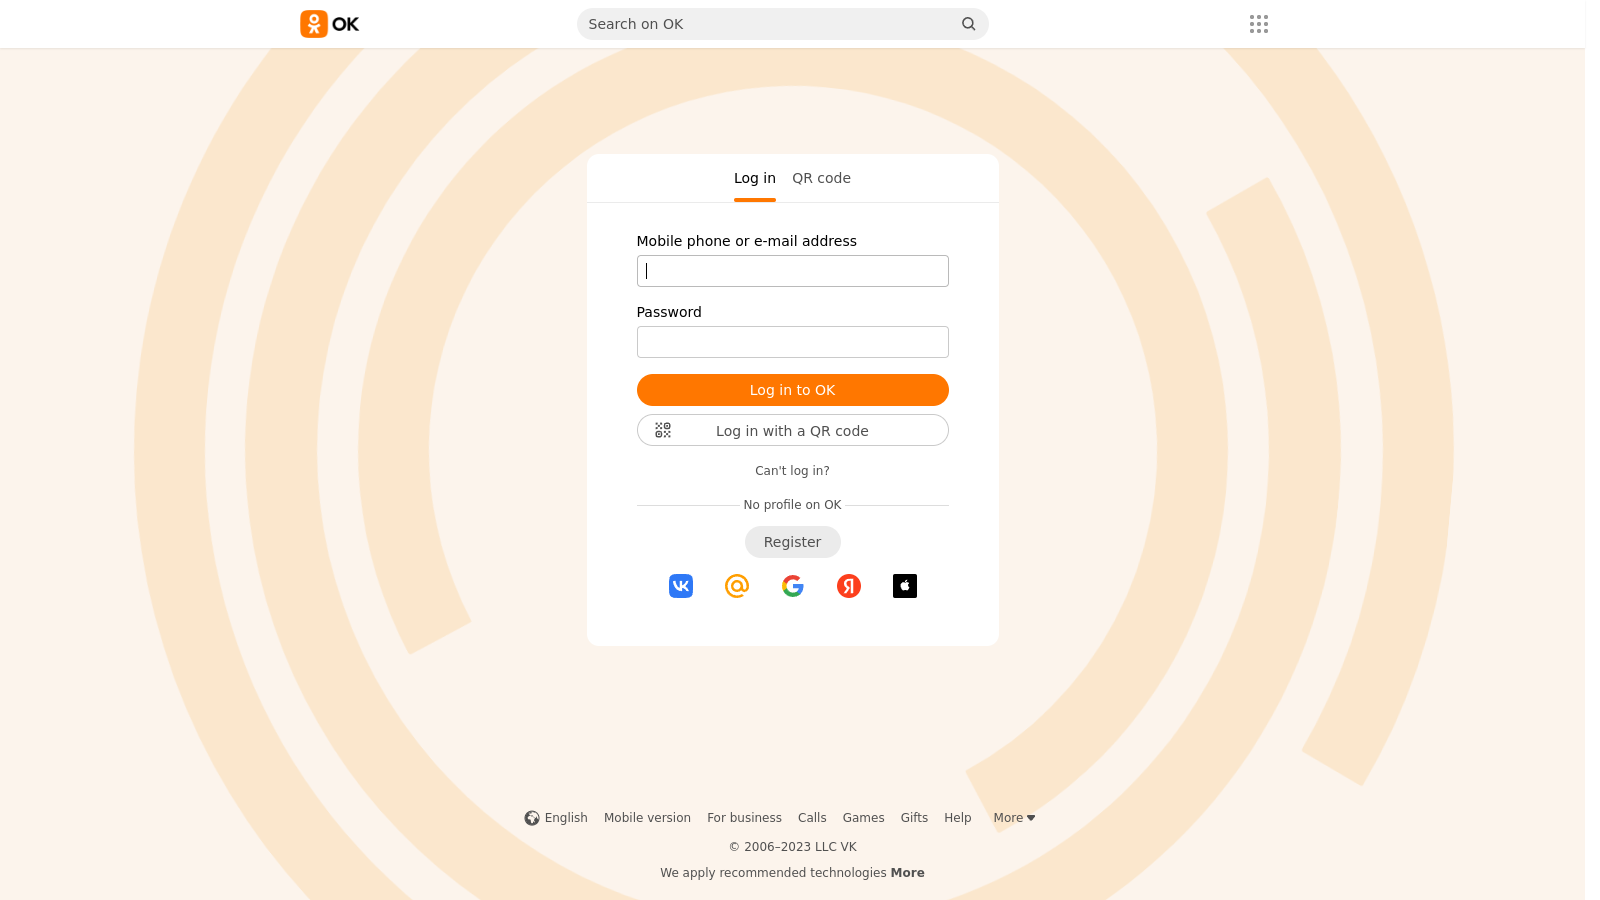 OK
Search on OK
Log in QR code
Mobile phone or e-mail address
Password
Log in to OK
Log in with a QR code
Can't log in?
No profile on OK
Register
VK @ G Я
English Mobile version For business Calls Games Gifts Help More
© 2006–2023 LLC VK
We apply recommended technologies More